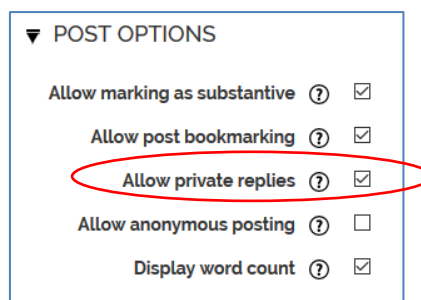 POST OPTIONS
Allow marking as substantive ?
Allow post bookmarking ?
Allow private replies ?
Allow anonymous posting ?
Display word count ?